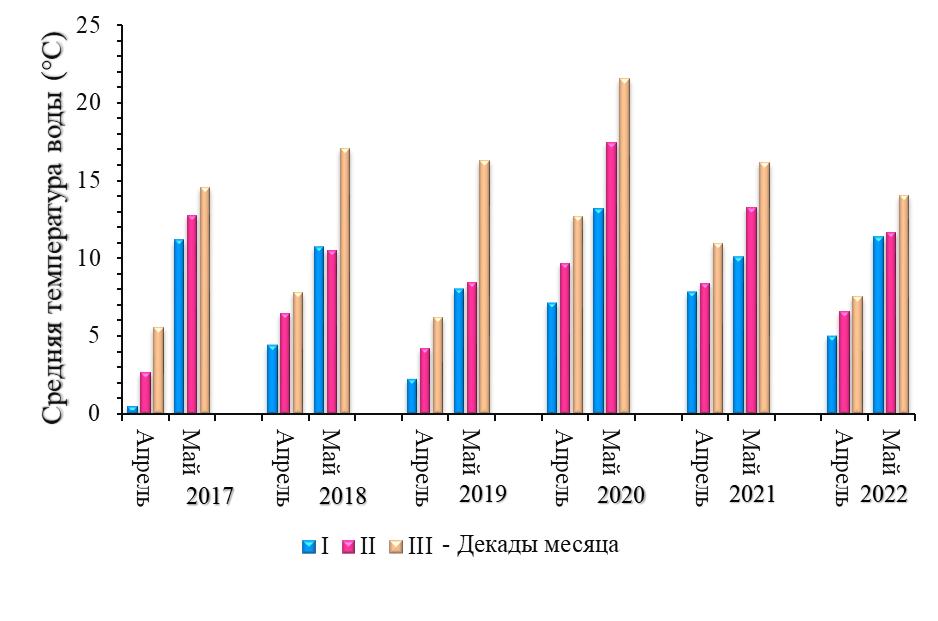 Средняя температура воды (°C)
25
20
15
10
5
0
Апрель
Май
2017
Апрель
Май
2018
Апрель
Май
2019
Апрель
Май
2020
Апрель
Май
2021
Апрель
Май
2022
I II III - Декады месяца